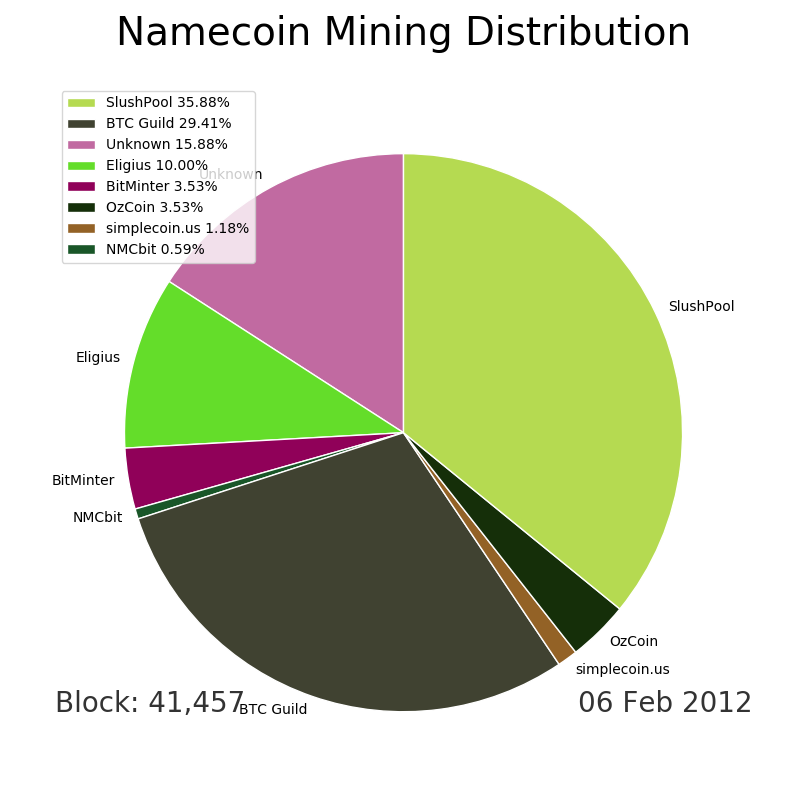 Namecoin Mining Distribution
SlushPool 35.88%
BTC Guild 29.41%
Unknown 15.88%
Eligius 10.00%
BitMinter 3.53%
OzCoin 3.53%
simplecoin.us 1.18%
NMCbit 0.59%
Unknown
SlushPool
Eligius
BitMinter
NMCbit
OzCoin
simplecoin.us
BTC Guild
Block: 41,457
06 Feb 2012